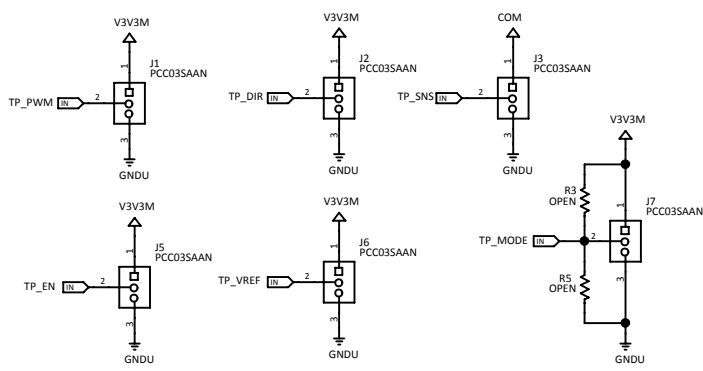 V3V3M
J1
PCC03SAAN
1
TP_PWM IN 2
3
GNDU
V3V3M
J2
PCC03SAAN
1
TP_DIR IN 2
3
GNDU
COM
J3
PCC03SAAN
1
TP_SNS IN 2
3
GNDU
V3V3M
J5
PCC03SAAN
1
TP_EN IN 2
3
GNDU
V3V3M
J6
PCC03SAAN
1
TP_VREF IN 2
3
GNDU
V3V3M
R3
OPEN
1
J7
PCC03SAAN
TP_MODE IN 2
R5
OPEN
3
GNDU